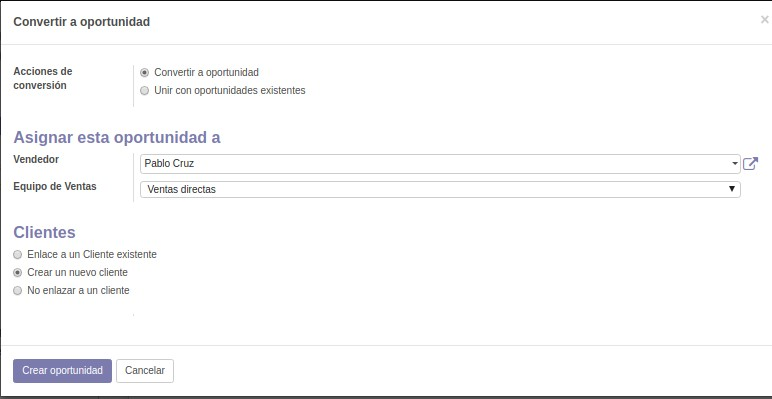 Convertir a oportunidad
×
Acciones de
conversión
Convertir a oportunidad
Unir con oportunidades existentes
Asignar esta oportunidad a
Vendedor
Pablo Cruz
Equipo de Ventas
Ventas directas
Clientes
Enlace a un Cliente existente
Crear un nuevo cliente
No enlazar a un cliente
Crear oportunidad
Cancelar